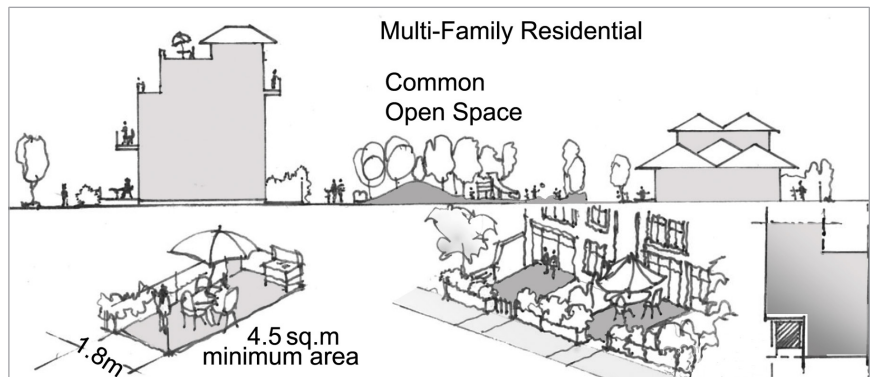 Multi-Family Residential
Common
Open Space
1.8m
4.5 sq.m
minimum area